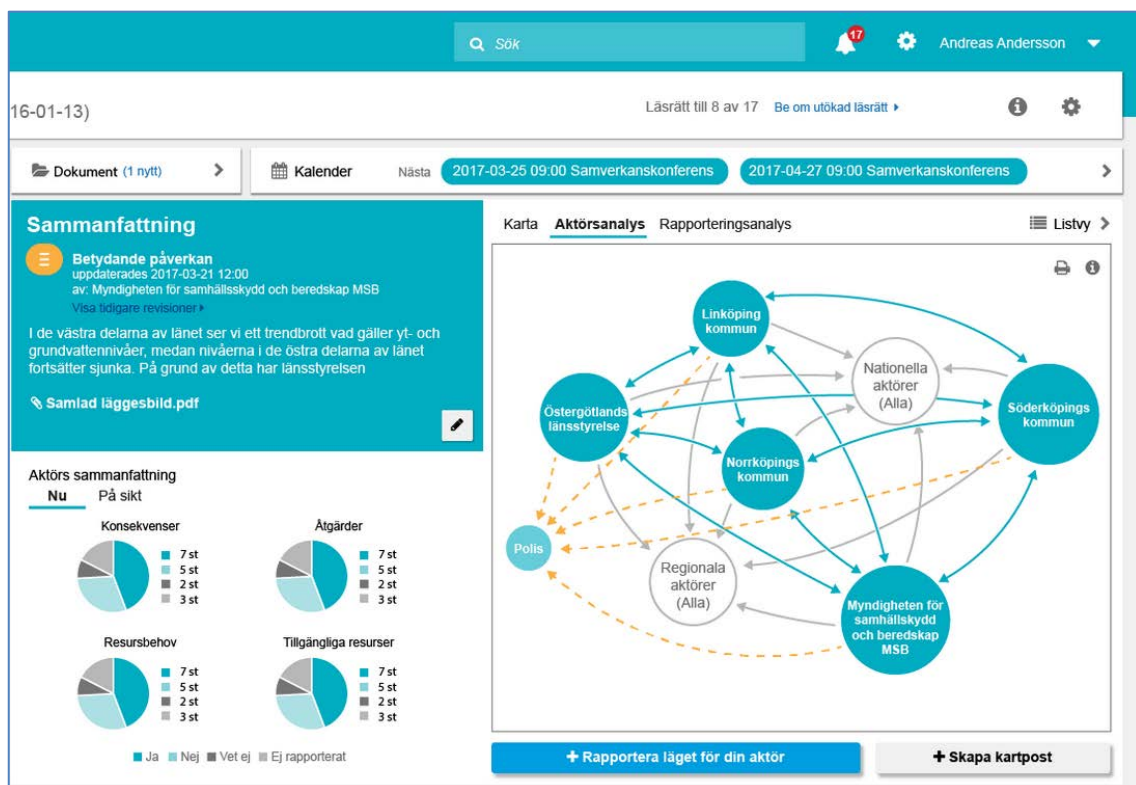 Sök
17
Andreas Andersson
16-01-13)
Läsrätt till 8 av 17 Be om utökad läsrätt
Dokument (1 nytt)
Kalender Nästa 2017-03-25 09:00 Samverkanskonferens 2017-04-27 09:00 Samverkanskonferens
Sammanfattning
Betydande påverkan
uppdaterades 2017-03-21 12:00
av: Myndigheten för samhällsskydd och beredskap MSB
Visa tidigare revisioner
I de västra delarna av länet ser vi ett trendbrott vad gäller yt- och
grundvattennivåer, medan nivåerna i de östra delarna av länet
fortsätter sjunka. På grund av detta har länsstyrelsen
Samlad läggesbild.pdf
Aktörs sammanfattning
Nu På sikt
Konsekvenser
7 st
5 st
2 st
3 st
Åtgärder
7 st
5 st
2 st
3 st
Resursbehov
7 st
5 st
2 st
3 st
Tillgängliga resurser
7 st
5 st
2 st
3 st
Ja Nej Vet ej Ej rapporterat
Karta Aktörsanalys Rapporteringsanalys Listvy
Linköping
kommun
Nationella
aktörer
(Alla)
Östergötlands
länsstyrelse
Söderköpings
kommun
Norrköpings
kommun
Polis
Regionala
aktörer
(Alla)
Myndigheten för
samhällskydd
och beredskap
MSB
+ Rapportera läget för din aktör
+ Skapa kartpost